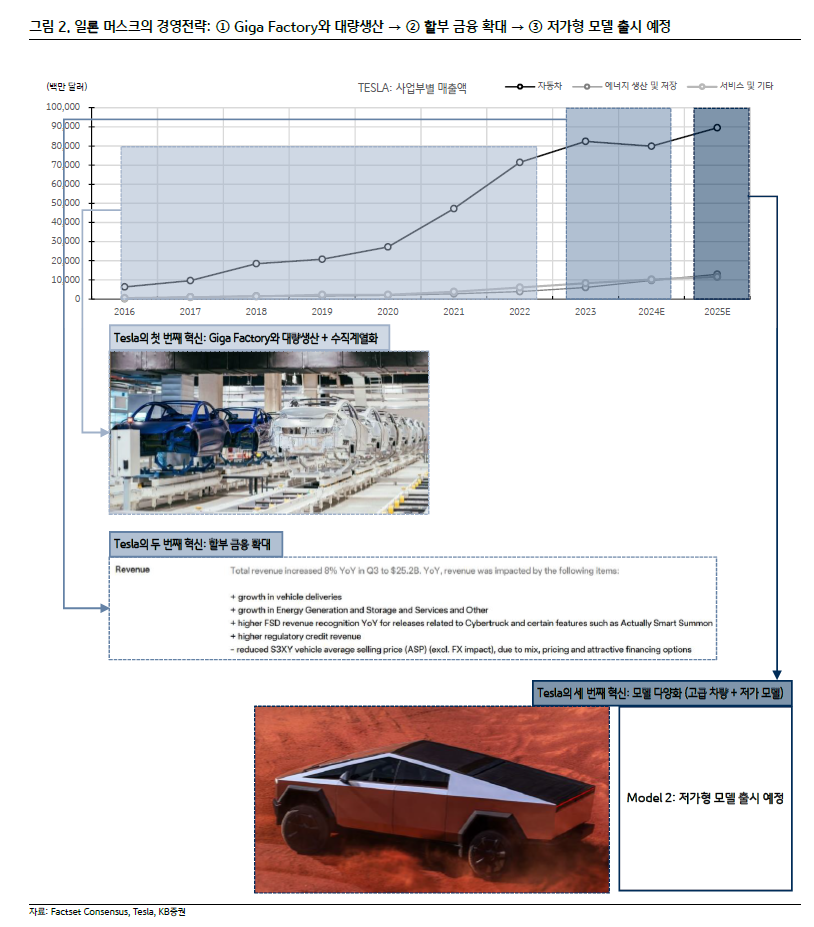 그림 2. 일론 머스크의 경영전략: ① Giga Factory와 대량생산 → ② 할부 금융 확대 → ③ 저가형 모델 출시 예정
(백만 달러)
TESLA: 사업부별 매출액
자동차
에너지 생산 및 저장
서비스 및 기타
100,000
90,000
80,000
70,000
60,000
50,000
40,000
30,000
20,000
10,000
0
2016 2017 2018 2019 2020 2021 2022 2023 2024E 2025E
Tesla의 첫 번째 혁신: Giga Factory와 대량생산 + 수직계열화
Tesla의 두 번째 혁신: 할부 금융 확대
Revenue
Total revenue increased 8% YoY in Q3 to $25.2B. YoY, revenue was impacted by the following items:
+ growth in vehicle deliveries
+ growth in Energy Generation and Storage and Services and Other
+ higher FSD revenue recognition YoY for releases related to Cybertruck and certain features such as Actually Smart Summon
+ higher regulatory credit revenue
– reduced S3XY vehicle average selling price (ASP) (excl. FX impact), due to mix, pricing and attractive financing options
Tesla의 세 번째 혁신: 모델 다양화 (고급 차량 + 저가 모델)
Model 2: 저가형 모델 출시 예정
자료: Factset Consensus, Tesla, KB증권